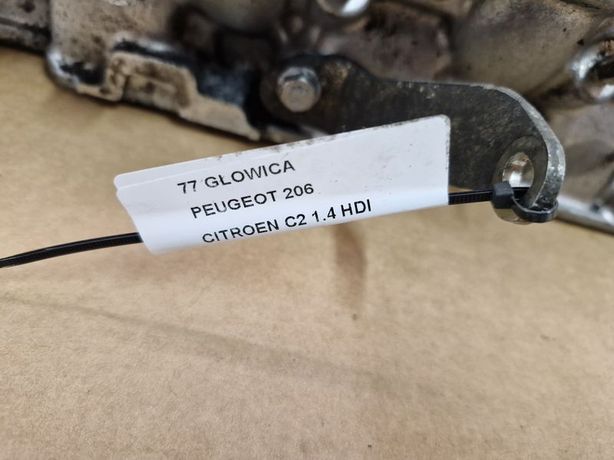 77 GLOWICA
PEUGEOT 206
CITROEN C2 1.4 HDI